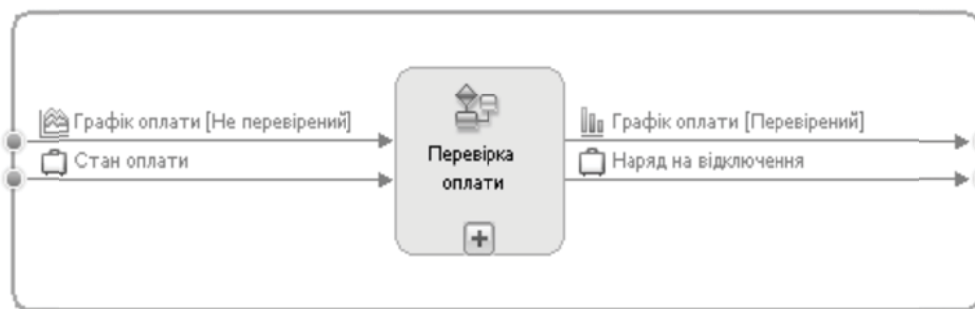 Графік оплати [Не перевірений]
Стан оплати
Перевірка
оплати
Графік оплати [Перевірений]
Наряд на відключення